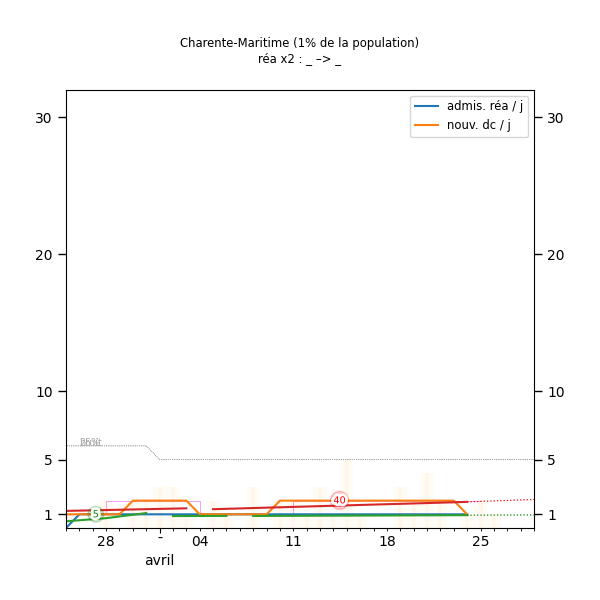 Charente-Maritime (1% de la population)
réa x2 : _ –> _
admis. réa / j
nouv. dc / j
30 30
20 20
10 10
5 5
1 1
40
5
28 - 04 11 18 25
avril